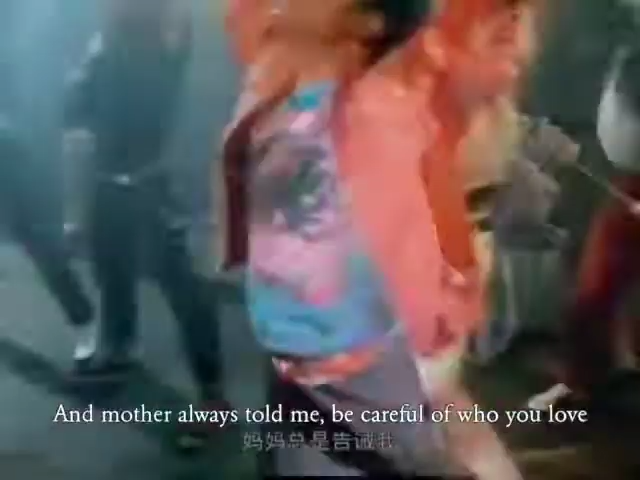 And mother always told me, be careful of who you love
妈妈总是告诫我